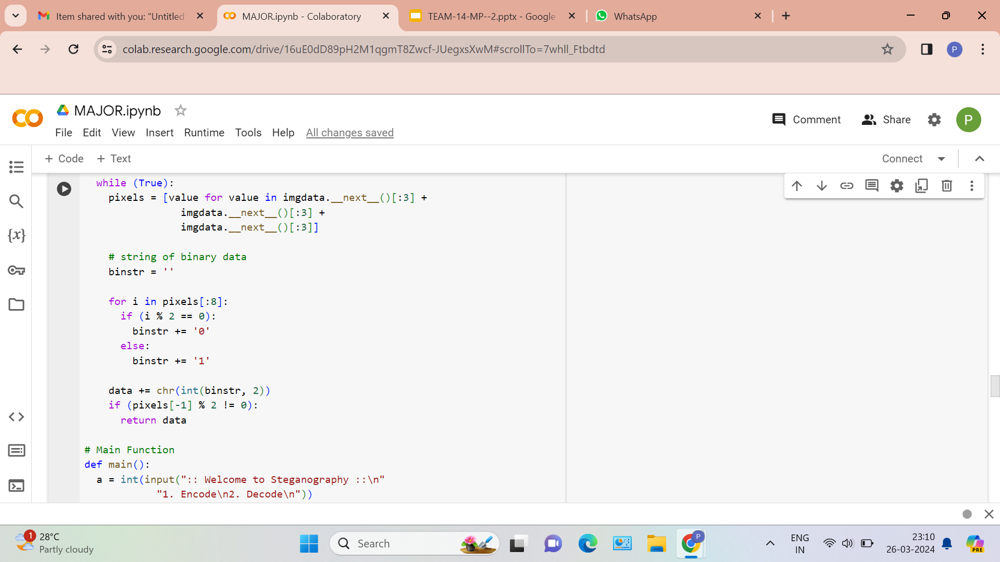 Item shared with you: "Untitled
MAJOR.ipynb - Colaboratory
TEAM-14-MP--2.pptx - Google
WhatsApp
colab.research.google.com/drive/16uE0dD89pH2M1qgmT8Zwcf-JUegxsXwM#scrollTo=7whll_Ftbdtd
P
MAJOR.ipynb
Comment
Share
P
File Edit View Insert Runtime Tools Help All changes saved
+ Code + Text
Connect
while (True):
pixels = [value for value in imgdata.__next__()[:3] +
imgdata.__next__()[:3] +
imgdata.__next__()[:3]]
# string of binary data
binstr = ''
for i in pixels[:8]:
if (i % 2 == 0):
binstr += '0'
else:
binstr += '1'
data += chr(int(binstr, 2))
if (pixels[-1] % 2 != 0):
return data
# Main Function
def main():
a = int(input(":: Welcome to Steganography ::\n"
"1. Encode\n2. Decode\n"))
{x}
1
28°C
Partly cloudy
Search
P
ENG
IN
23:10
26-03-2024
PRE